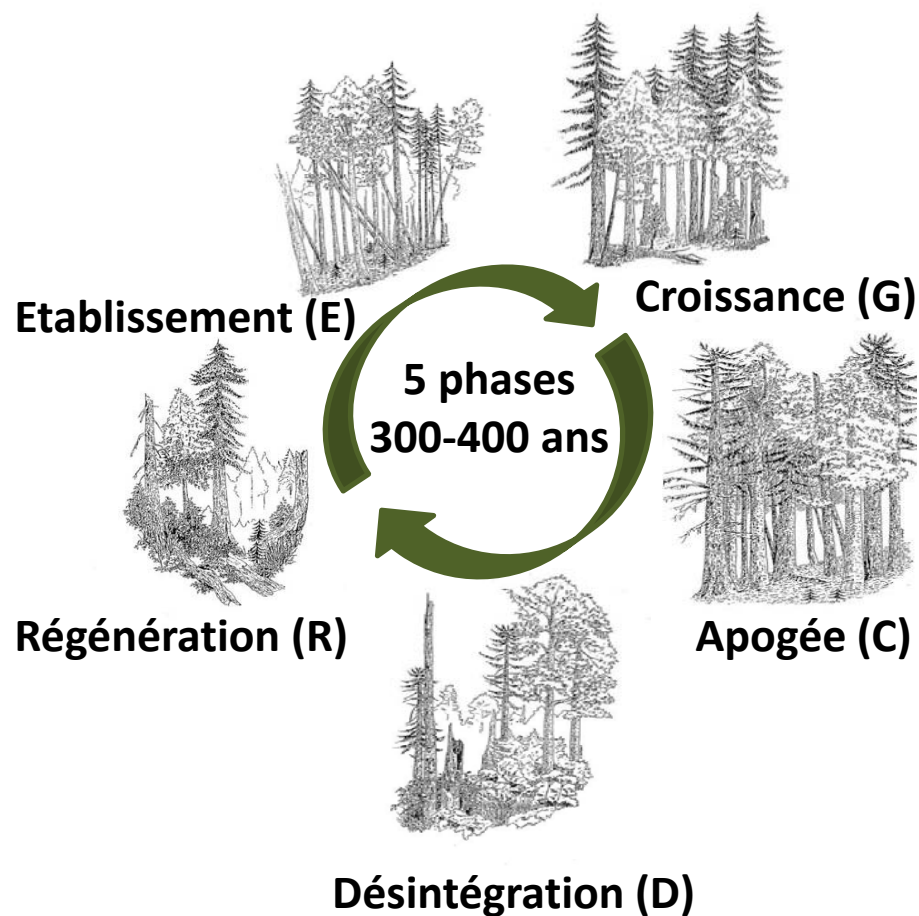 Etablissement (E)
Croissance (G)
5 phases
300-400 ans
Régénération (R)
Apogée (C)
Désintégration (D)